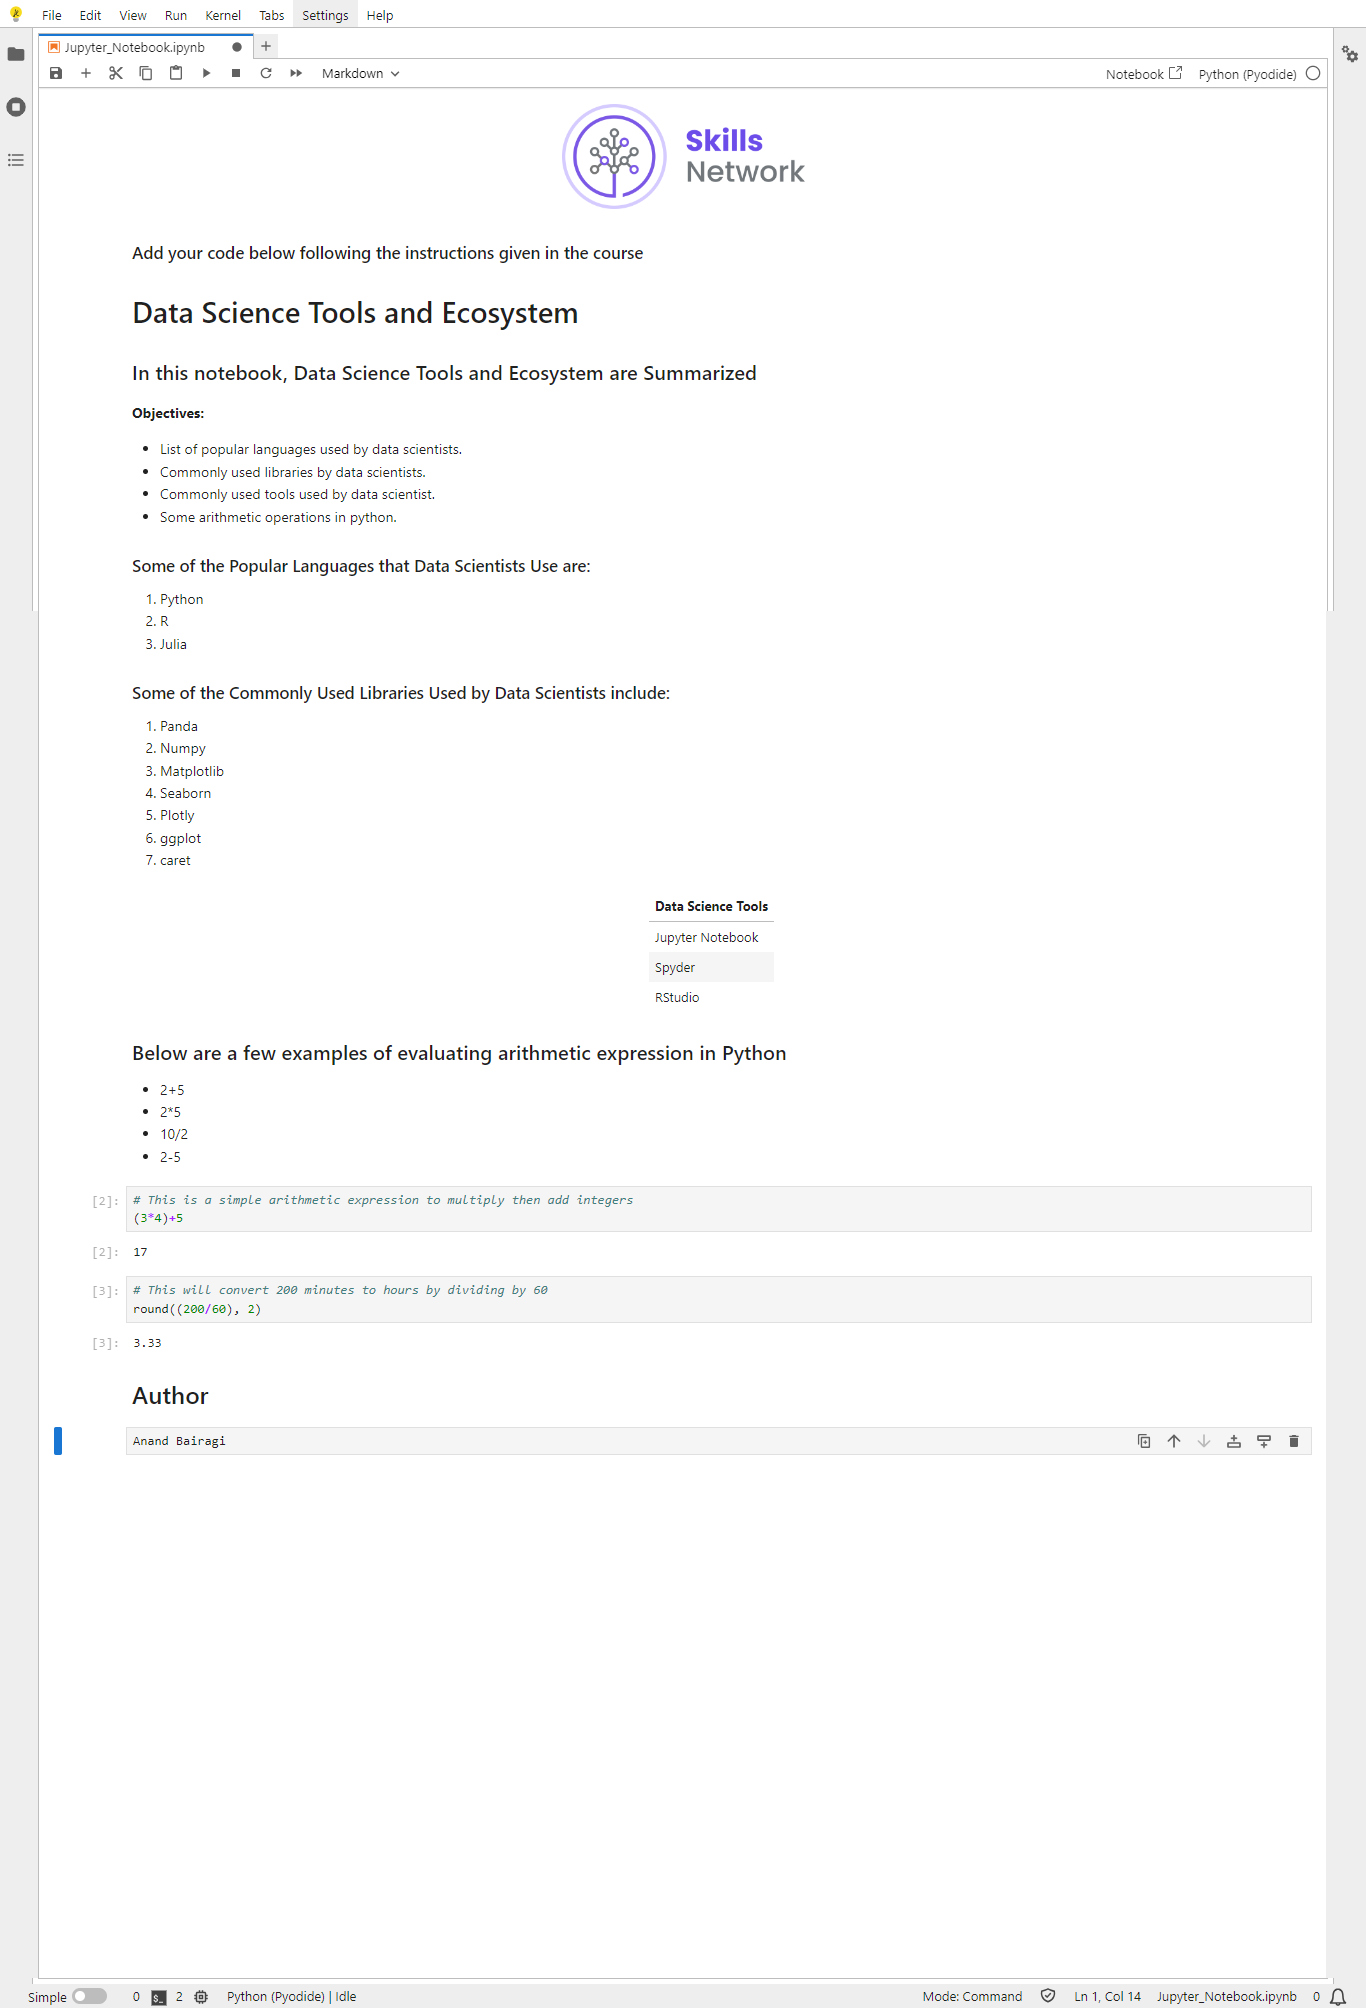 File Edit View Run Kernel Tabs Settings Help
Jupyter_Notebook.ipynb
Markdown
Notebook
Python (Pyodide)
Skills
Network
Add your code below following the instructions given in the course
Data Science Tools and Ecosystem
In this notebook, Data Science Tools and Ecosystem are Summarized
Objectives:
• List of popular languages used by data scientists.
• Commonly used libraries by data scientists.
• Commonly used tools used by data scientist.
• Some arithmetic operations in python.
Some of the Popular Languages that Data Scientists Use are:
1. Python
2. R
3. Julia
Some of the Commonly Used Libraries Used by Data Scientists include:
1. Panda
2. Numpy
3. Matplotlib
4. Seaborn
5. Plotly
6. ggplot
7. caret
Data Science Tools
Jupyter Notebook
Spyder
RStudio
Below are a few examples of evaluating arithmetic expression in Python
• 2+5
• 2*5
• 10/2
• 2-5
[2]: # This is a simple arithmetic expression to multiply then add integers
(3*4)+5
[2]: 17
[3]: # This will convert 200 minutes to hours by dividing by 60
round((200/60), 2)
[3]: 3.33
Author
Anand Bairagi
Simple 0 $_ 2 Python (Pyodide) | Idle Mode: Command Ln 1, Col 14 Jupyter_Notebook.ipynb 0